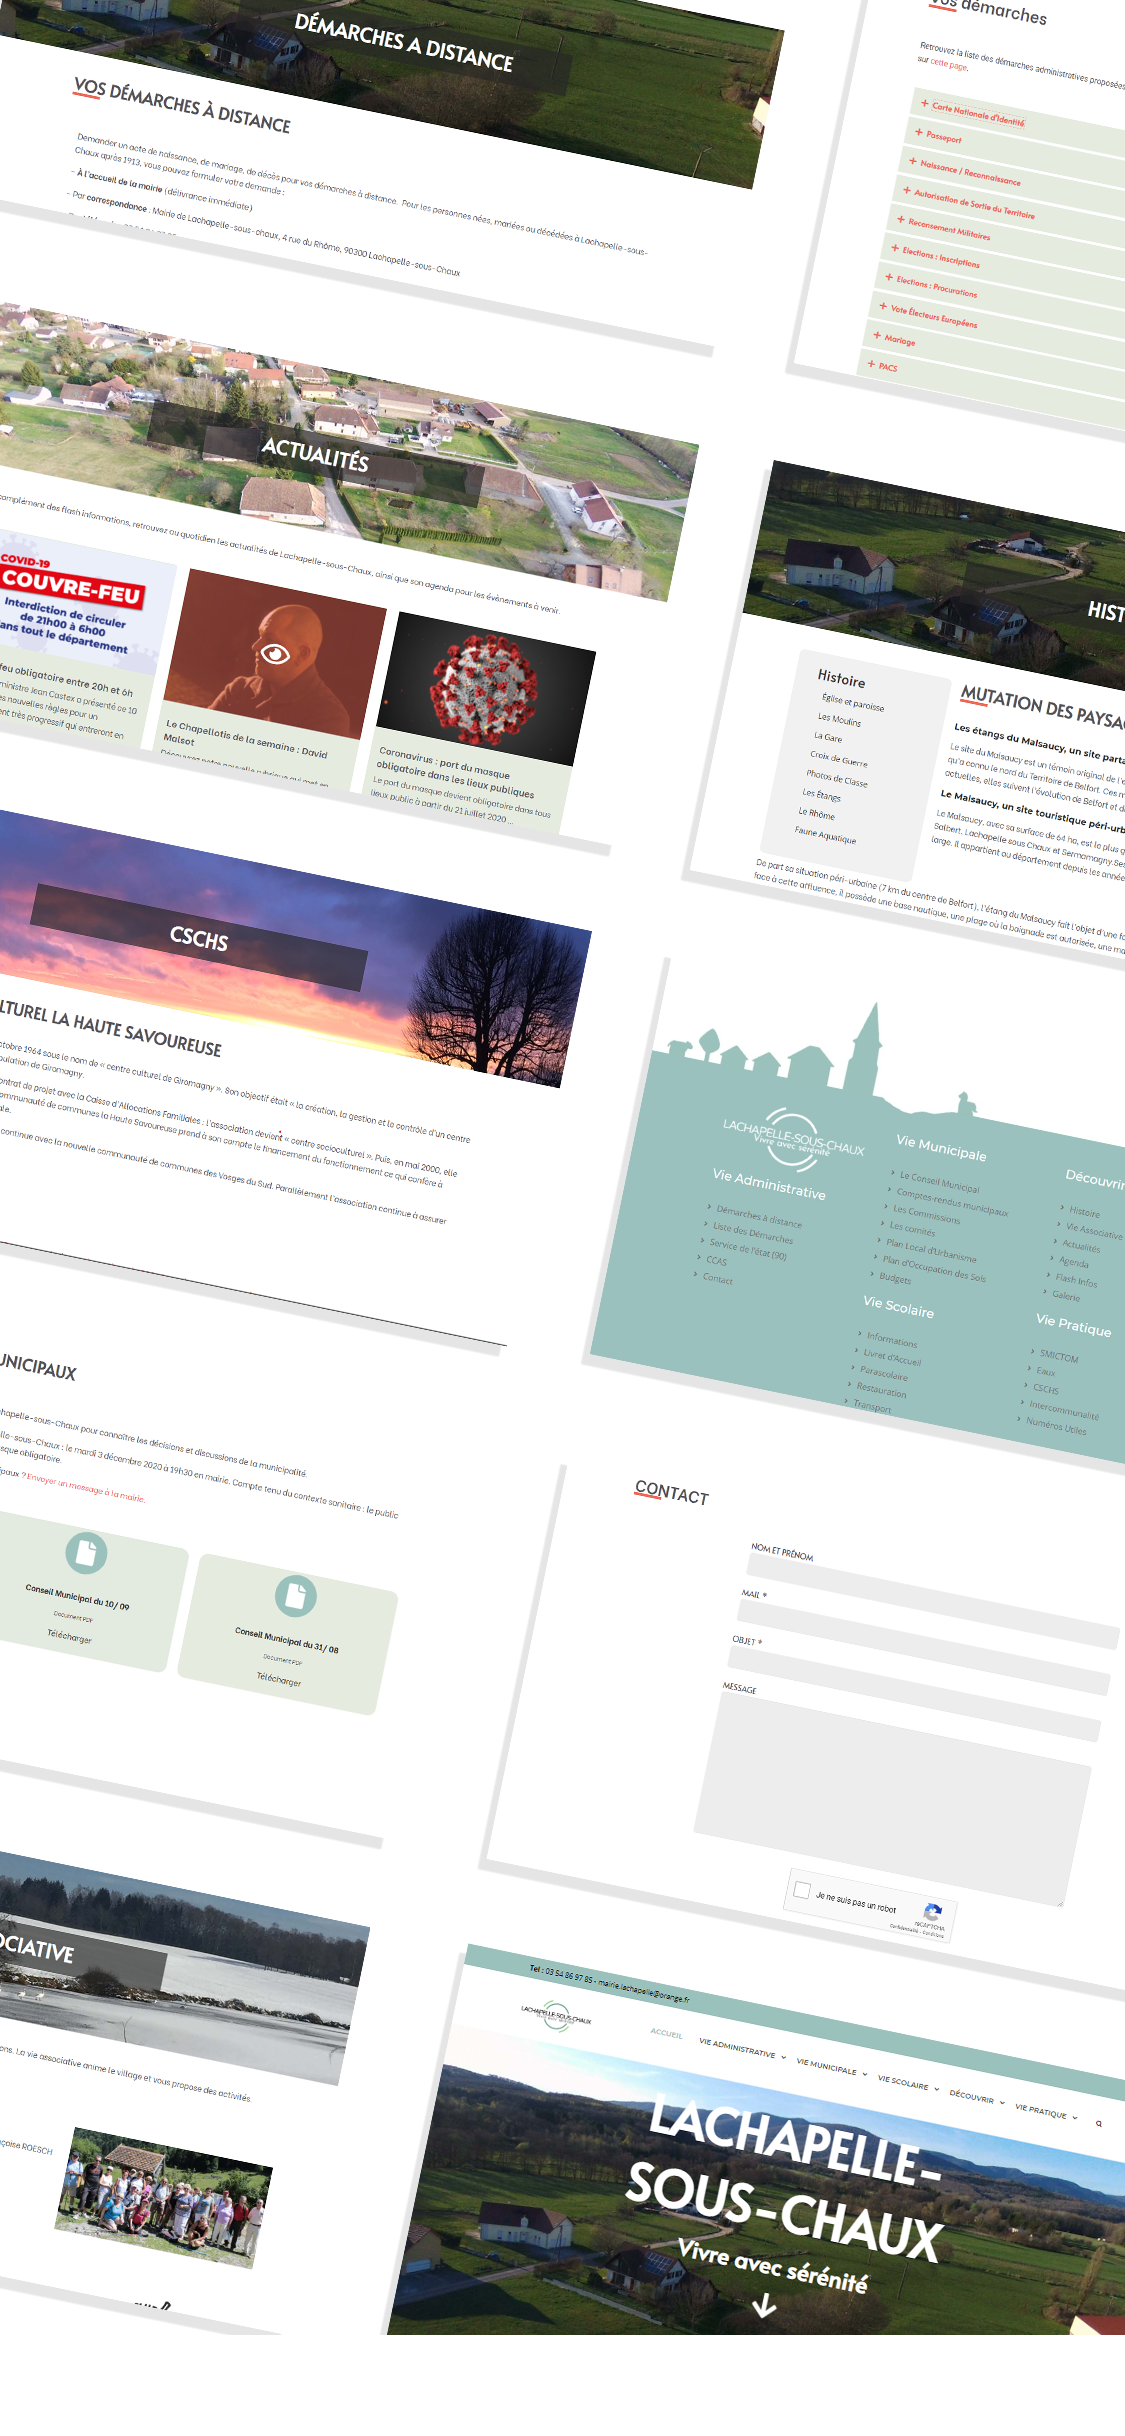 DÉMARCHES A DISTANCE
VOS DÉMARCHES À DISTANCE
Demander un acte de naissance, de mariage, de décès pour vos démarches à distance. Pour les personnes nées, mariées ou décédées à Lachapelle-sous-
Chaux après 1913, vous pouvez formuler votre demande :
- À l'accueil de la mairie (délivrance immédiate)
- Par correspondance : Mairie de Lachapelle-sous-chaux, 4 rue du Rhôme, 90300 Lachapelle-sous-Chaux
Vos démarches
Retrouvez la liste des démarches administratives proposées
sur cette page.
+ Carte Nationale d'Identité
+ Passeport
+ Naissance / Reconnaissance
+ Autorisation de Sortie du Territoire
+ Recensement Militaires
+ Elections : Inscriptions
+ Elections : Procurations
+ Vote Électeurs Européens
+ Mariage
+ PACS
ACTUALITÉS
complément des flash informations, retrouvez au quotidien les actualités de Lachapelle-sous-Chaux, ainsi que son agenda pour les évènements à venir.
COVID-19
COUVRE-FEU
Interdiction de circuler
de 21h00 à 6h00
ans tout le département
feu obligatoire entre 20h et 6h
ministre Jean Castex a présenté ce 10
es nouvelles règles pour un
ent très progressif qui entreront en
Le Chapellotis de la semaine : David
Malsot
Découvrez notre nouvelle rubrique qui met en
Coronavirus : port du masque
obligatoire dans les lieux publiques
Le port du masque devient obligatoire dans tous
lieux public à partir du 21 juillet 2020 ...
HIST
Histoire
Église et paroisse
Les Moulins
La Gare
Croix de Guerre
Photos de Classe
Les Étangs
Le Rhôme
Faune Aquatique
MUTATION DES PAYSA
Les étangs du Malsaucy, un site parta
Le site du Malsaucy est un témoin original de l'é
qu'a connu le nord du Territoire de Belfort. Ces m
actuelles, elles suivent l'évolution de Belfort et d
Le Malsaucy, un site touristique péri-urb
Le Malsaucy, avec sa surface de 64 ha, est le plus g
Salbert, Lachapelle sous Chaux et Sermamagny. Ses
large. Il appartient au département depuis les année
De part sa situation péri-urbaine (7 km du centre de Belfort), l'étang du Malsaucy fait l'objet d'une fo
face à cette affluence, il possède une base nautique, une plage où la baignade est autorisée, une ma
CSCHS
LTUREL LA HAUTE SAVOUREUSE
ctobre 1964 sous le nom de « centre culturel de Giromagny ». Son objectif était « la création, la gestion et le contrôle d'un centre
pulation de Giromagny.
ontrat de projet avec la Caisse d'Allocations Familiales : l'association devient « centre socioculturel ». Puis, en mai 2000, elle
ommunauté de communes la Haute Savoureuse prend à son compte le financement du fonctionnement ce qui confère à
ale.
continue avec la nouvelle communauté de communes des Vosges du Sud. Parallèlement l'association continue à assurer
LACHAPELLE-SOUS-CHAUX
Vivre avec sérénité
Vie Administrative
Démarches à distance
Liste des Démarches
Service de l'état (90)
CCAS
Contact
Vie Municipale
Le Conseil Municipal
Comptes-rendus municipaux
Les Commissions
Les comités
Plan Local d'Urbanisme
Plan d'Occupation des Sols
Budgets
Vie Scolaire
Informations
Livret d'Accueil
Parascolaire
Restauration
Transport
Découvrir
Histoire
Vie Associative
Actualités
Agenda
Flash Infos
Galerie
Vie Pratique
SMICTOM
Eaux
CSCHS
Intercommunalité
Numéros Utiles
UNICIPAUX
hapelle-sous-Chaux pour connaître les décisions et discussions de la municipalité.
elle-sous-Chaux : le mardi 3 décembre 2020 à 19h30 en mairie. Compte tenu du contexte sanitaire : le public
sque obligatoire.
ipaux ? Envoyer un message à la mairie.
Conseil Municipal du 10/ 09
Document PDF
Télécharger
Conseil Municipal du 31/ 08
Document PDF
Télécharger
CONTACT
NOM ET PRÉNOM
MAIL *
OBJET *
MESSAGE
Je ne suis pas un robot
reCAPTCHA
Confidentialité - Conditions
OCIATIVE
ons. La vie associative anime le village et vous propose des activités.
çoise ROESCH
Tel : 03 54 86 97 85 - mairie.lachapelle@orange.fr
LACHAPELLE-SOUS-CHAUX
ACCUEIL
VIE ADMINISTRATIVE
VIE MUNICIPALE
VIE SCOLAIRE
DÉCOUVRIR
VIE PRATIQUE
LACHAPELLE-
SOUS-CHAUX
Vivre avec sérénité